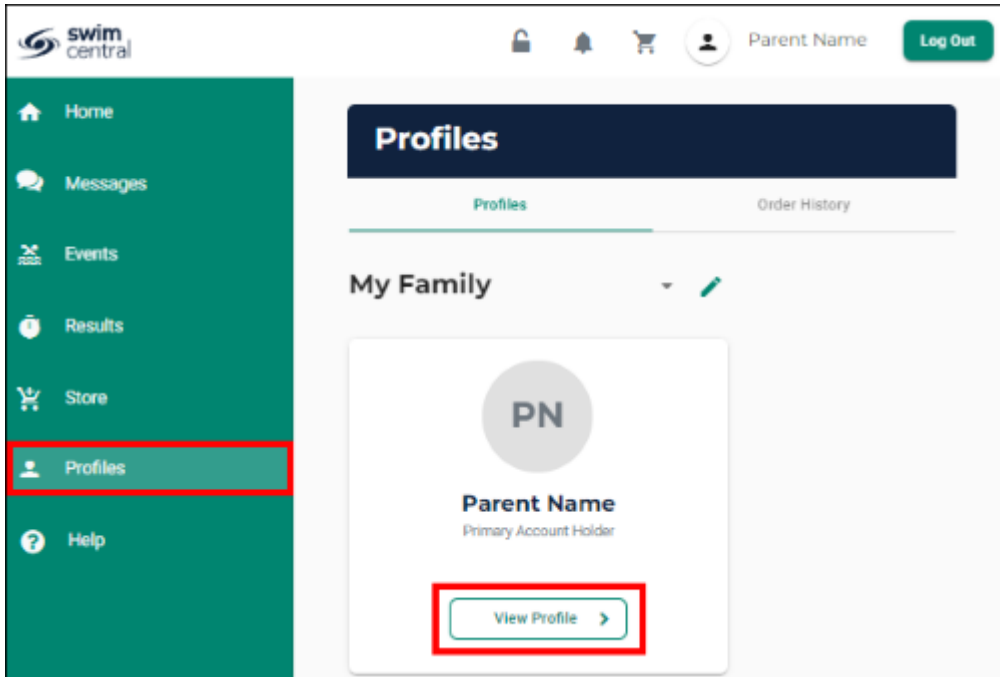 swim
central
Parent Name
Log Out
Home
Messages
Events
Results
Store
Profiles
Help
Profiles
Profiles
Order History
My Family
PN
Parent Name
Primary Account Holder
View Profile